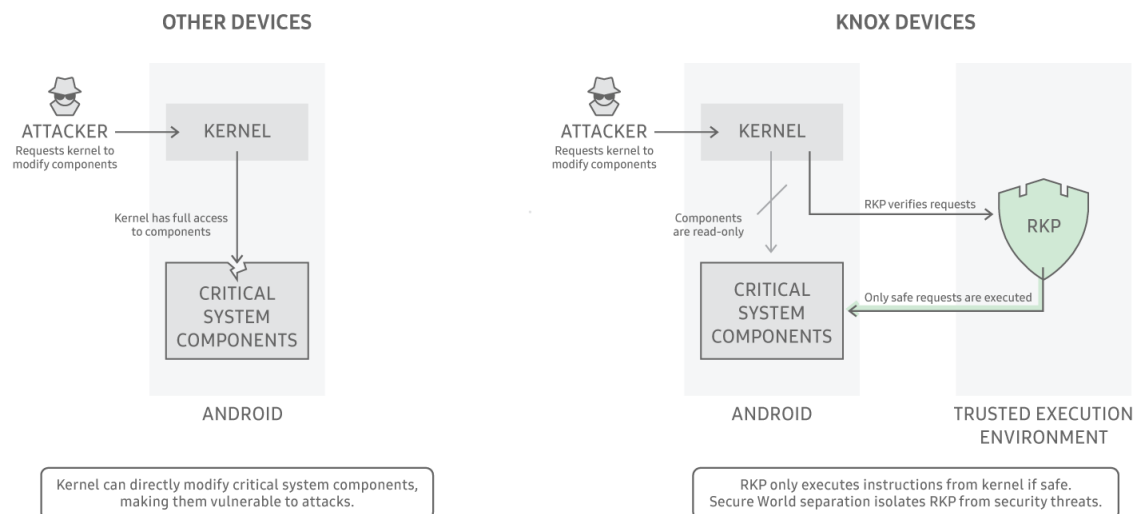 OTHER DEVICES
ATTACKER
Requests kernel to
modify components
KERNEL
Kernel has full access
to components
CRITICAL
SYSTEM
COMPONENTS
ANDROID
Kernel can directly modify critical system components,
making them vulnerable to attacks.
KNOX DEVICES
ATTACKER
Requests kernel to
modify components
KERNEL
Components
are read-only
RKP verifies requests
RKP
Only safe requests are executed
CRITICAL
SYSTEM
COMPONENTS
ANDROID
TRUSTED EXECUTION
ENVIRONMENT
RKP only executes instructions from kernel if safe.
Secure World separation isolates RKP from security threats.